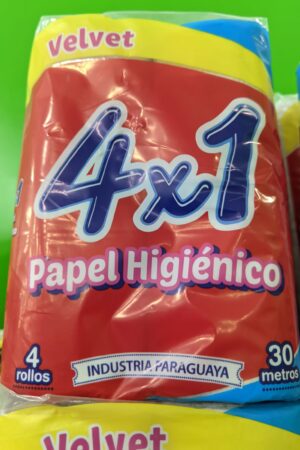 Velvet
4x1
Papel Higiénico
4
rollos
INDUSTRIA PARAGUAYA
30
metros
Velvet